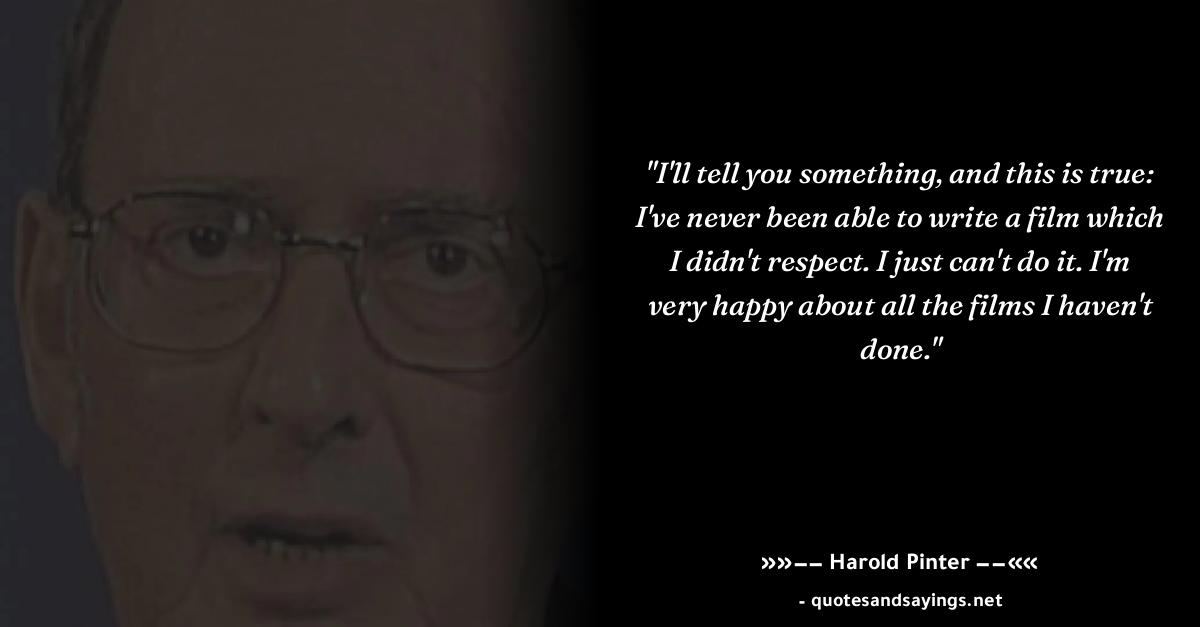 "I'll tell you something, and this is true:
I've never been able to write a film which
I didn't respect. I just can't do it. I'm
very happy about all the films I haven't
done."
»»−− Harold Pinter −−««
- quotesandsayings.net